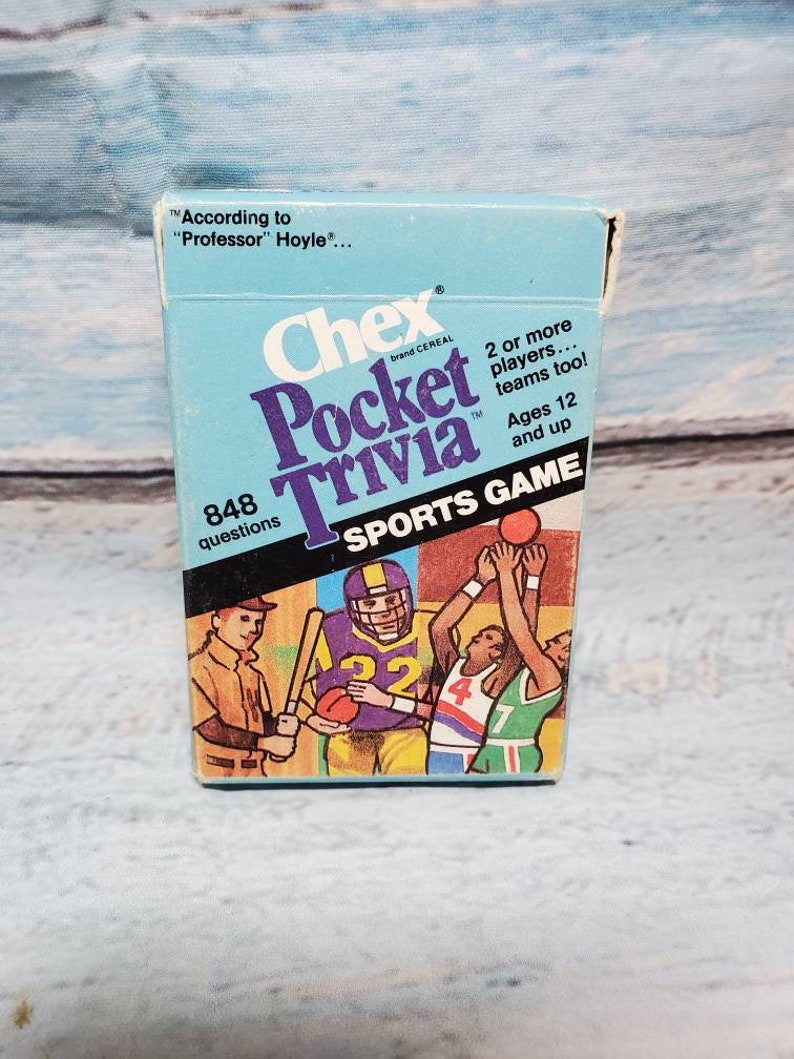 ™According to
"Professor" Hoyle®...
Chex®
brand CEREAL
Pocket
Trivia™
2 or more
players...
teams too!
Ages 12
and up
848
questions
SPORTS GAME
22
4
7